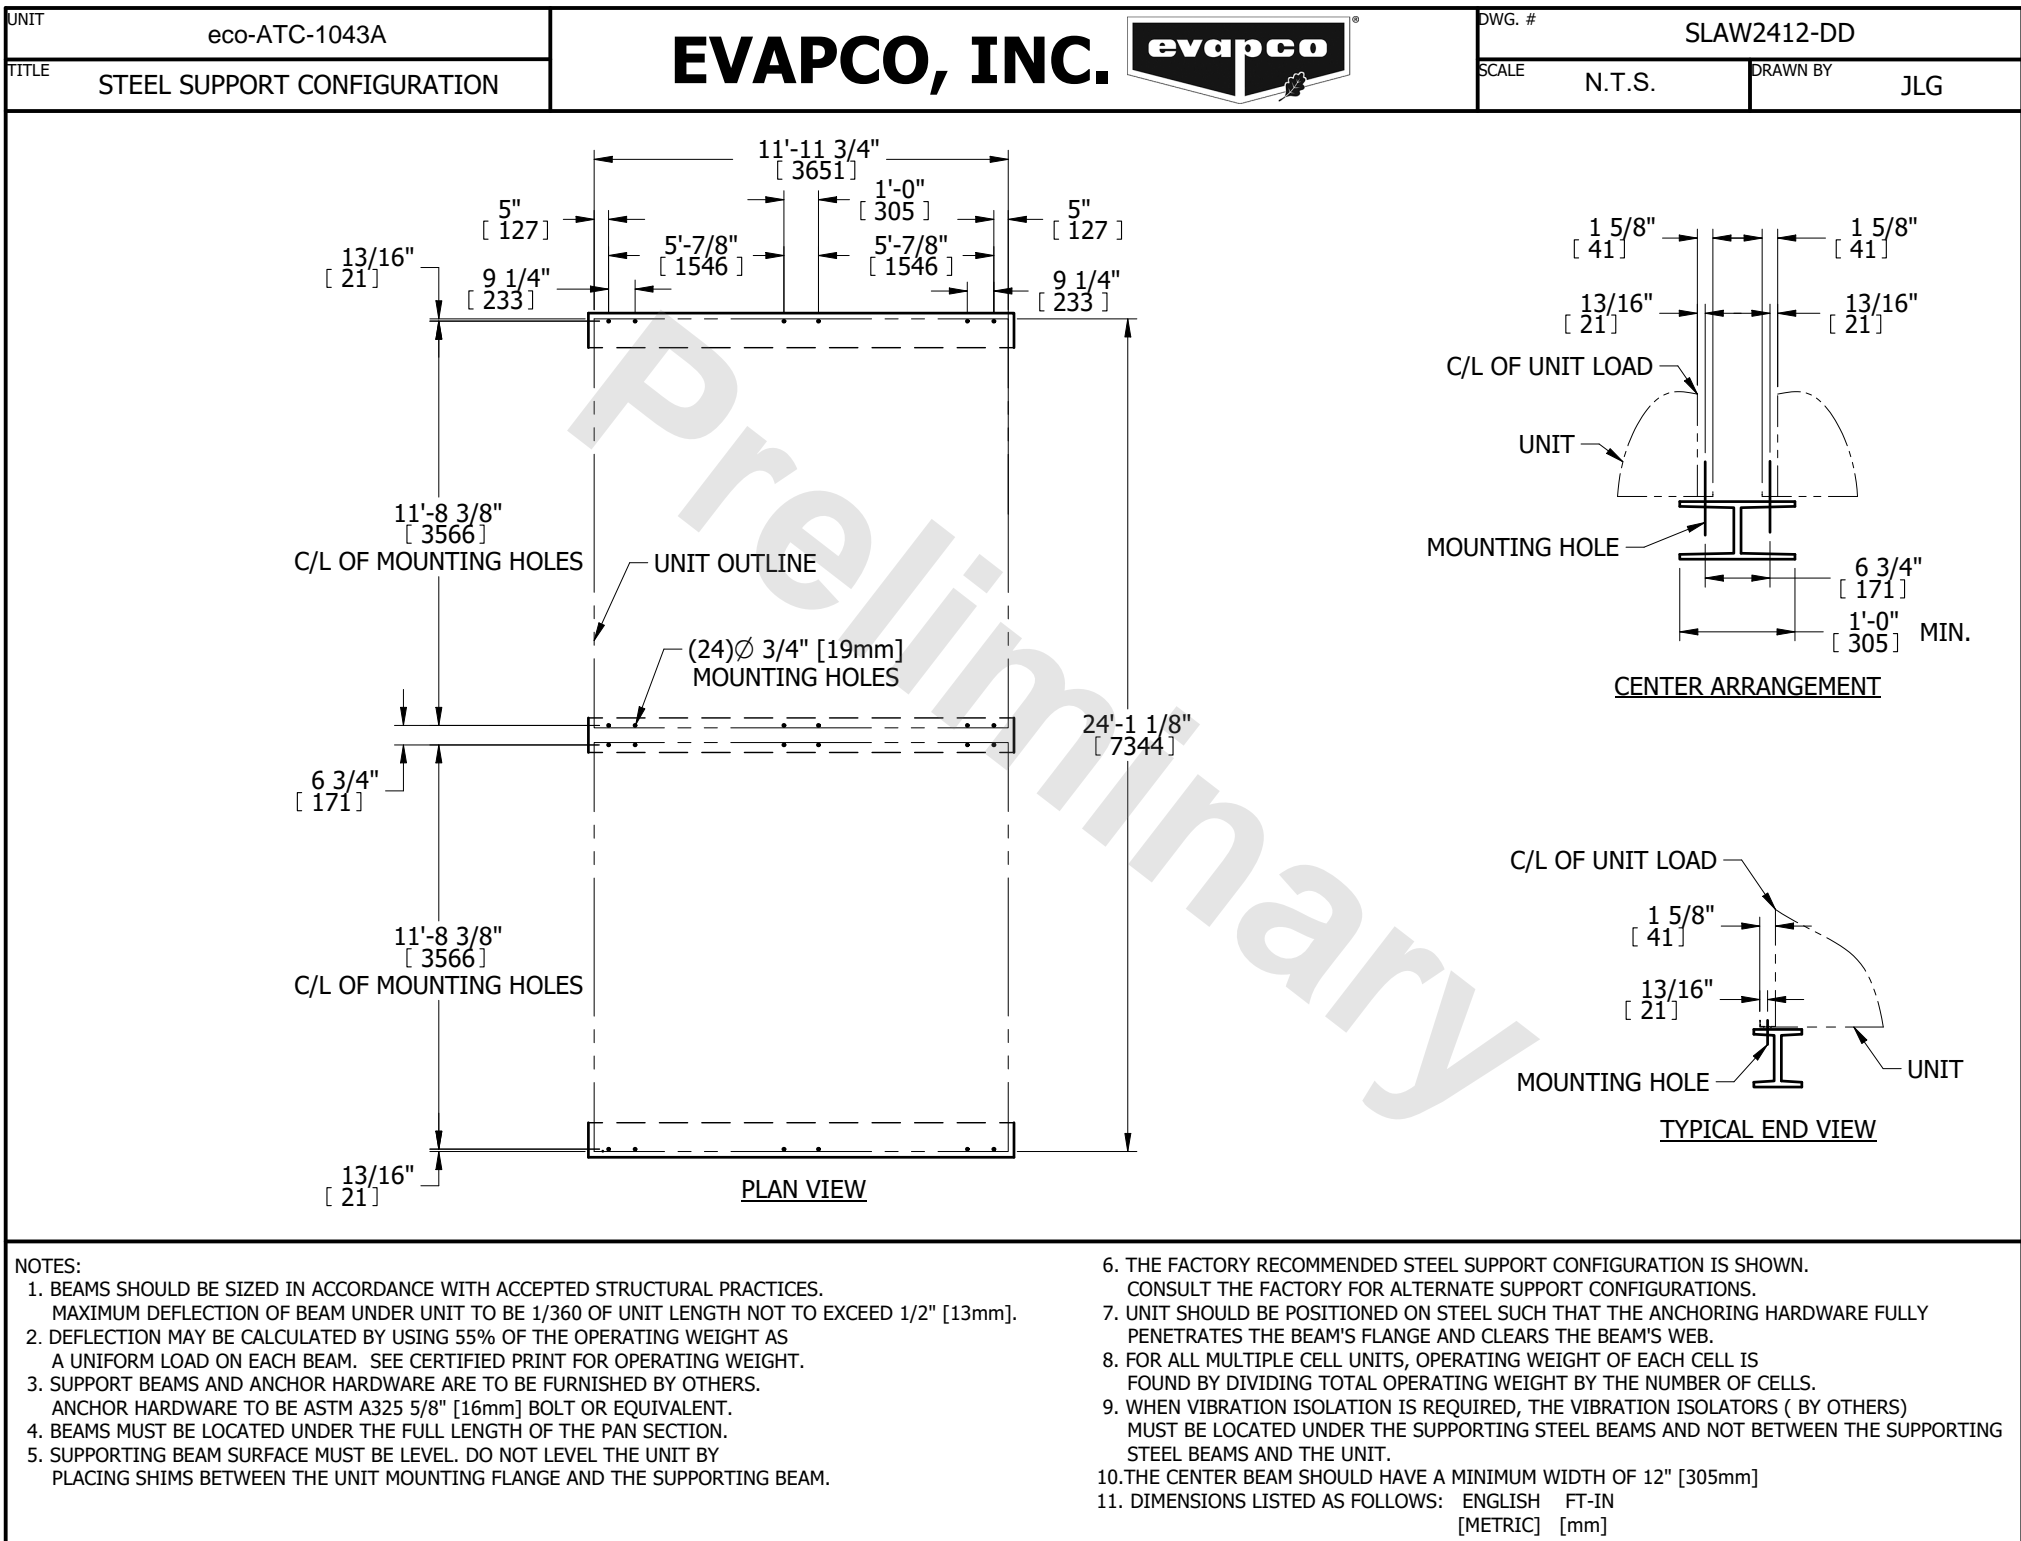 UNIT
eco-ATC-1043A
TITLE
STEEL SUPPORT CONFIGURATION
EVAPCO, INC.
evapco
®
DWG. #
SLAW2412-DD
SCALE
N.T.S.
DRAWN BY
JLG
11'-11 3/4"
[ 3651 ]
1'-0"
[ 305 ]
5"
[ 127 ]
5"
[ 127 ]
5'-7/8"
[ 1546 ]
5'-7/8"
[ 1546 ]
13/16"
[ 21 ]
9 1/4"
[ 233 ]
9 1/4"
[ 233 ]
11'-8 3/8"
[ 3566 ]
C/L OF MOUNTING HOLES
UNIT OUTLINE
(24)∅ 3/4" [19mm]
MOUNTING HOLES
24'-1 1/8"
[ 7344 ]
6 3/4"
[ 171 ]
11'-8 3/8"
[ 3566 ]
C/L OF MOUNTING HOLES
13/16"
[ 21 ]
PLAN VIEW
Preliminary
1 5/8"
[ 41 ]
1 5/8"
[ 41 ]
13/16"
[ 21 ]
13/16"
[ 21 ]
C/L OF UNIT LOAD
UNIT
MOUNTING HOLE
6 3/4"
[ 171 ]
1'-0"
[ 305 ] MIN.
CENTER ARRANGEMENT
C/L OF UNIT LOAD
1 5/8"
[ 41 ]
13/16"
[ 21 ]
MOUNTING HOLE
UNIT
TYPICAL END VIEW
NOTES:
1. BEAMS SHOULD BE SIZED IN ACCORDANCE WITH ACCEPTED STRUCTURAL PRACTICES.
MAXIMUM DEFLECTION OF BEAM UNDER UNIT TO BE 1/360 OF UNIT LENGTH NOT TO EXCEED 1/2" [13mm].
2. DEFLECTION MAY BE CALCULATED BY USING 55% OF THE OPERATING WEIGHT AS
A UNIFORM LOAD ON EACH BEAM. SEE CERTIFIED PRINT FOR OPERATING WEIGHT.
3. SUPPORT BEAMS AND ANCHOR HARDWARE ARE TO BE FURNISHED BY OTHERS.
ANCHOR HARDWARE TO BE ASTM A325 5/8" [16mm] BOLT OR EQUIVALENT.
4. BEAMS MUST BE LOCATED UNDER THE FULL LENGTH OF THE PAN SECTION.
5. SUPPORTING BEAM SURFACE MUST BE LEVEL. DO NOT LEVEL THE UNIT BY
PLACING SHIMS BETWEEN THE UNIT MOUNTING FLANGE AND THE SUPPORTING BEAM.
6. THE FACTORY RECOMMENDED STEEL SUPPORT CONFIGURATION IS SHOWN.
CONSULT THE FACTORY FOR ALTERNATE SUPPORT CONFIGURATIONS.
7. UNIT SHOULD BE POSITIONED ON STEEL SUCH THAT THE ANCHORING HARDWARE FULLY
PENETRATES THE BEAM'S FLANGE AND CLEARS THE BEAM'S WEB.
8. FOR ALL MULTIPLE CELL UNITS, OPERATING WEIGHT OF EACH CELL IS
FOUND BY DIVIDING TOTAL OPERATING WEIGHT BY THE NUMBER OF CELLS.
9. WHEN VIBRATION ISOLATION IS REQUIRED, THE VIBRATION ISOLATORS ( BY OTHERS)
MUST BE LOCATED UNDER THE SUPPORTING STEEL BEAMS AND NOT BETWEEN THE SUPPORTING
STEEL BEAMS AND THE UNIT.
10.THE CENTER BEAM SHOULD HAVE A MINIMUM WIDTH OF 12" [305mm]
11. DIMENSIONS LISTED AS FOLLOWS: ENGLISH FT-IN
[METRIC] [mm]